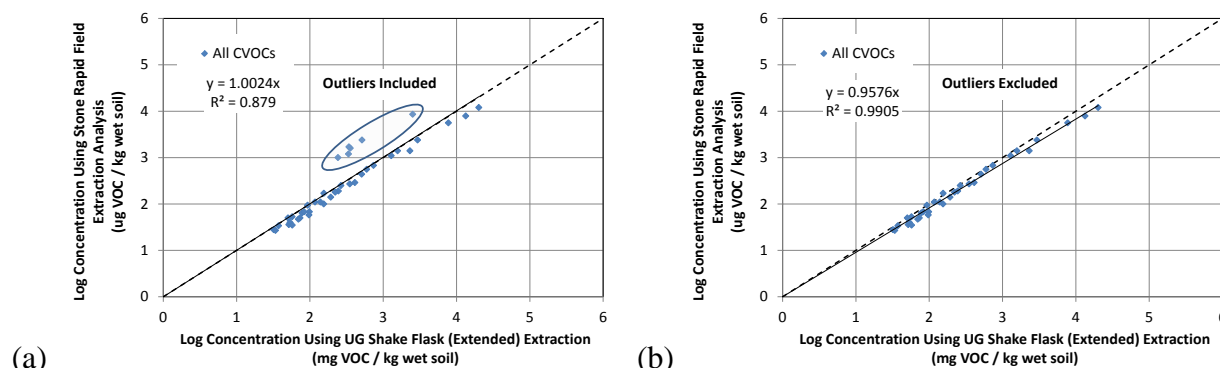 Log Concentration Using Stone Rapid Field
Extraction Analysis
(ug VOC / kg wet soil)
6
5
4
3
2
1
0
All CVOCs
y = 1.0024x
R² = 0.879
Outliers Included
0 1 2 3 4 5 6
Log Concentration Using UG Shake Flask (Extended) Extraction
(mg VOC / kg wet soil)
(a)
Log Concentration Using Stone Rapid Field
Extraction Analysis
(ug VOC / kg wet soil)
6
5
4
3
2
1
0
All CVOCs
y = 0.9576x
R² = 0.9905
Outliers Excluded
0 1 2 3 4 5 6
Log Concentration Using UG Shake Flask (Extended) Extraction
(mg VOC / kg wet soil)
(b)